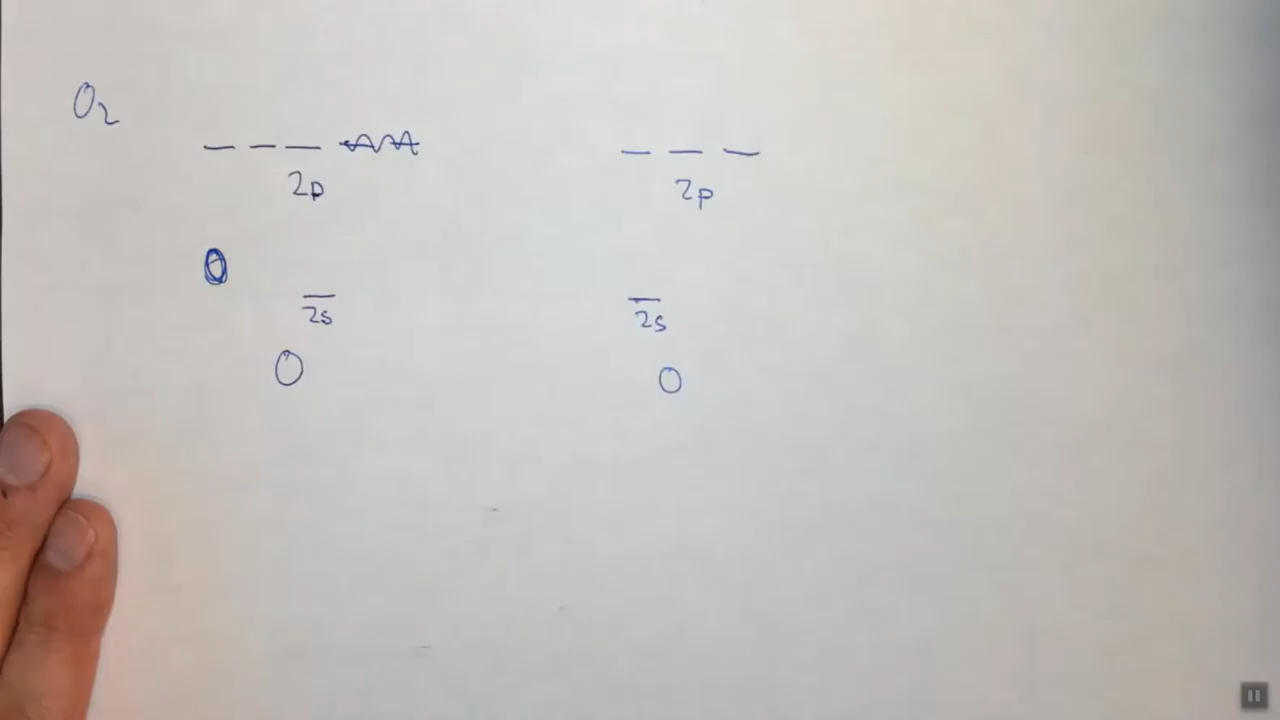 O₂
2p 2p
2s 2s
O O